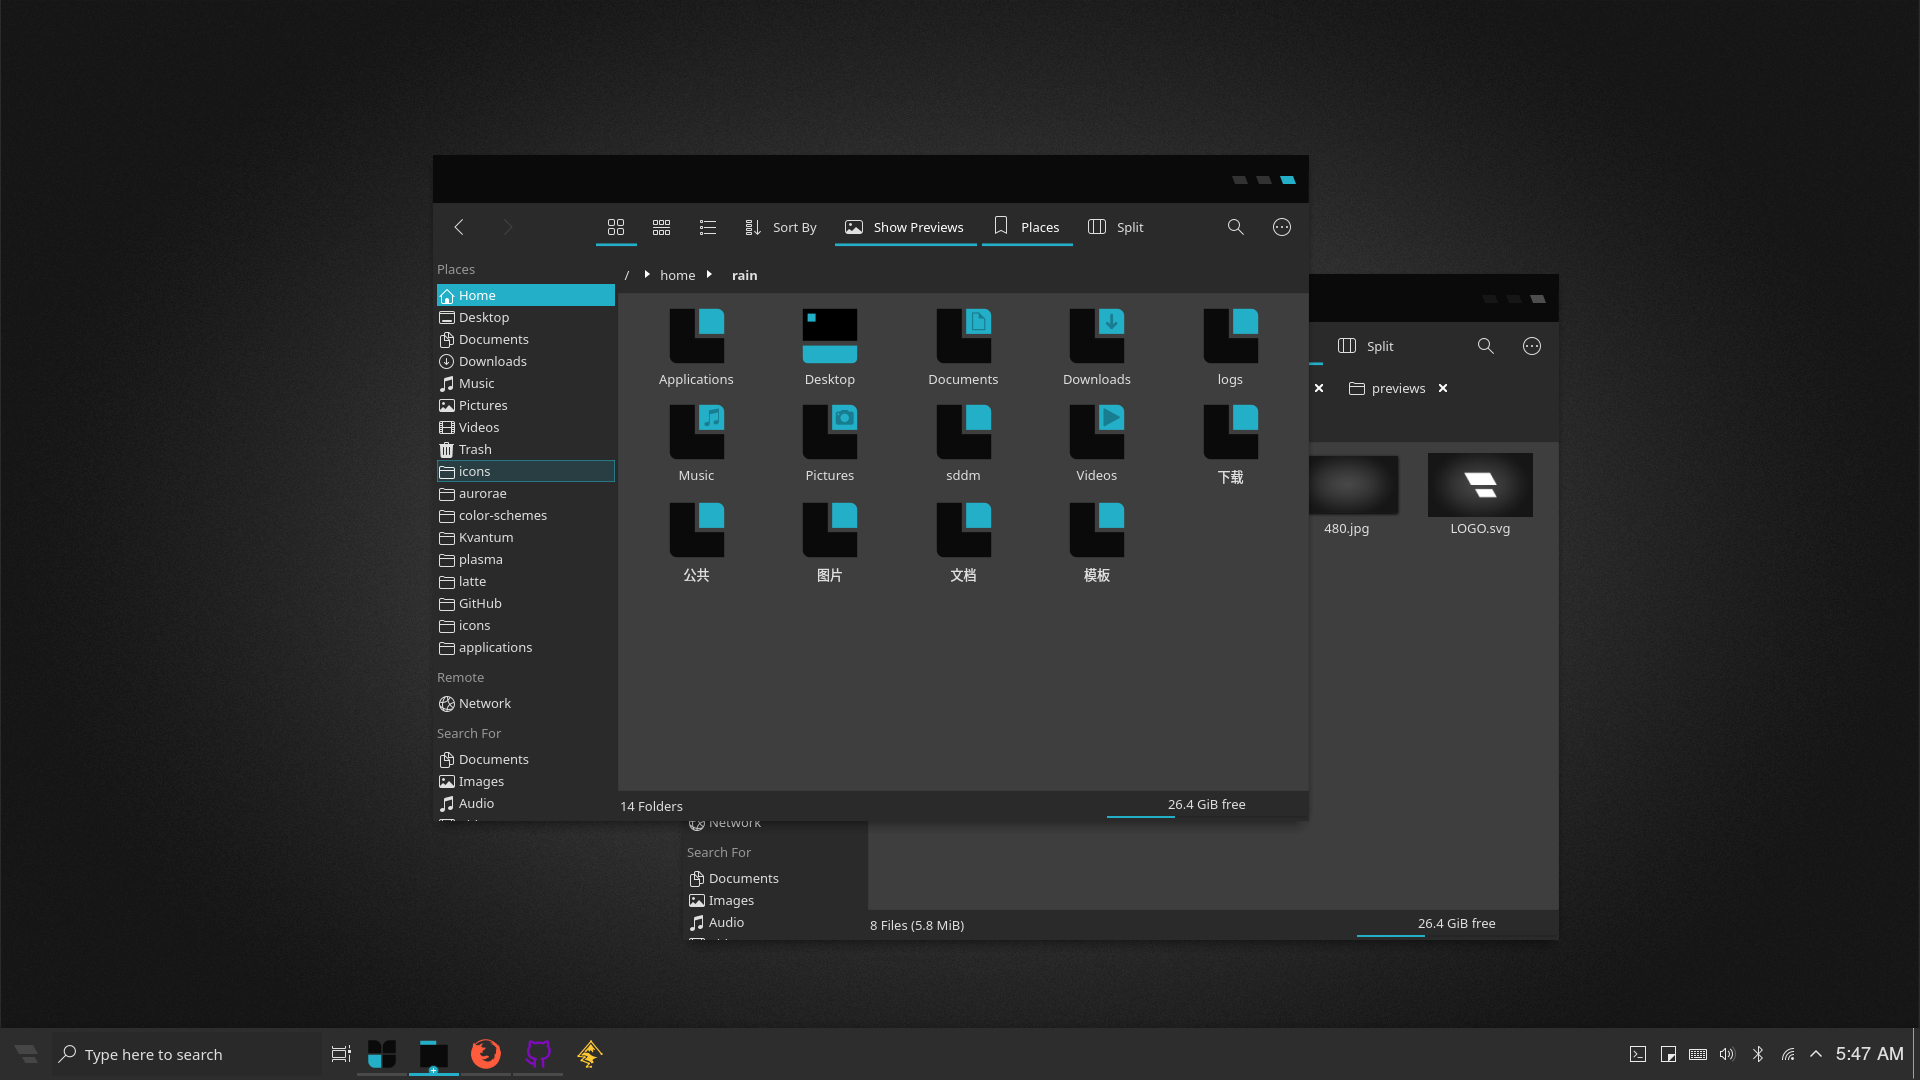 Sort By
Show Previews
Places
Split
Places
/ home rain
Home
Desktop
Documents
Downloads
Music
Pictures
Videos
Trash
icons
aurorae
color-schemes
Kvantum
plasma
latte
GitHub
icons
applications
Remote
Network
Search For
Documents
Images
Audio
Applications
Desktop
Documents
Downloads
logs
Music
Pictures
sddm
Videos
下载
公共
图片
文档
模板
14 Folders
26.4 GiB free
Split
previews
480.jpg
LOGO.svg
Network
Search For
Documents
Images
Audio
8 Files (5.8 MiB)
26.4 GiB free
Type here to search
5:47 AM